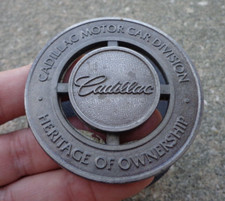 CADILLAC MOTOR CAR DIVISION
Cadillac
HERITAGE OF OWNERSHIP